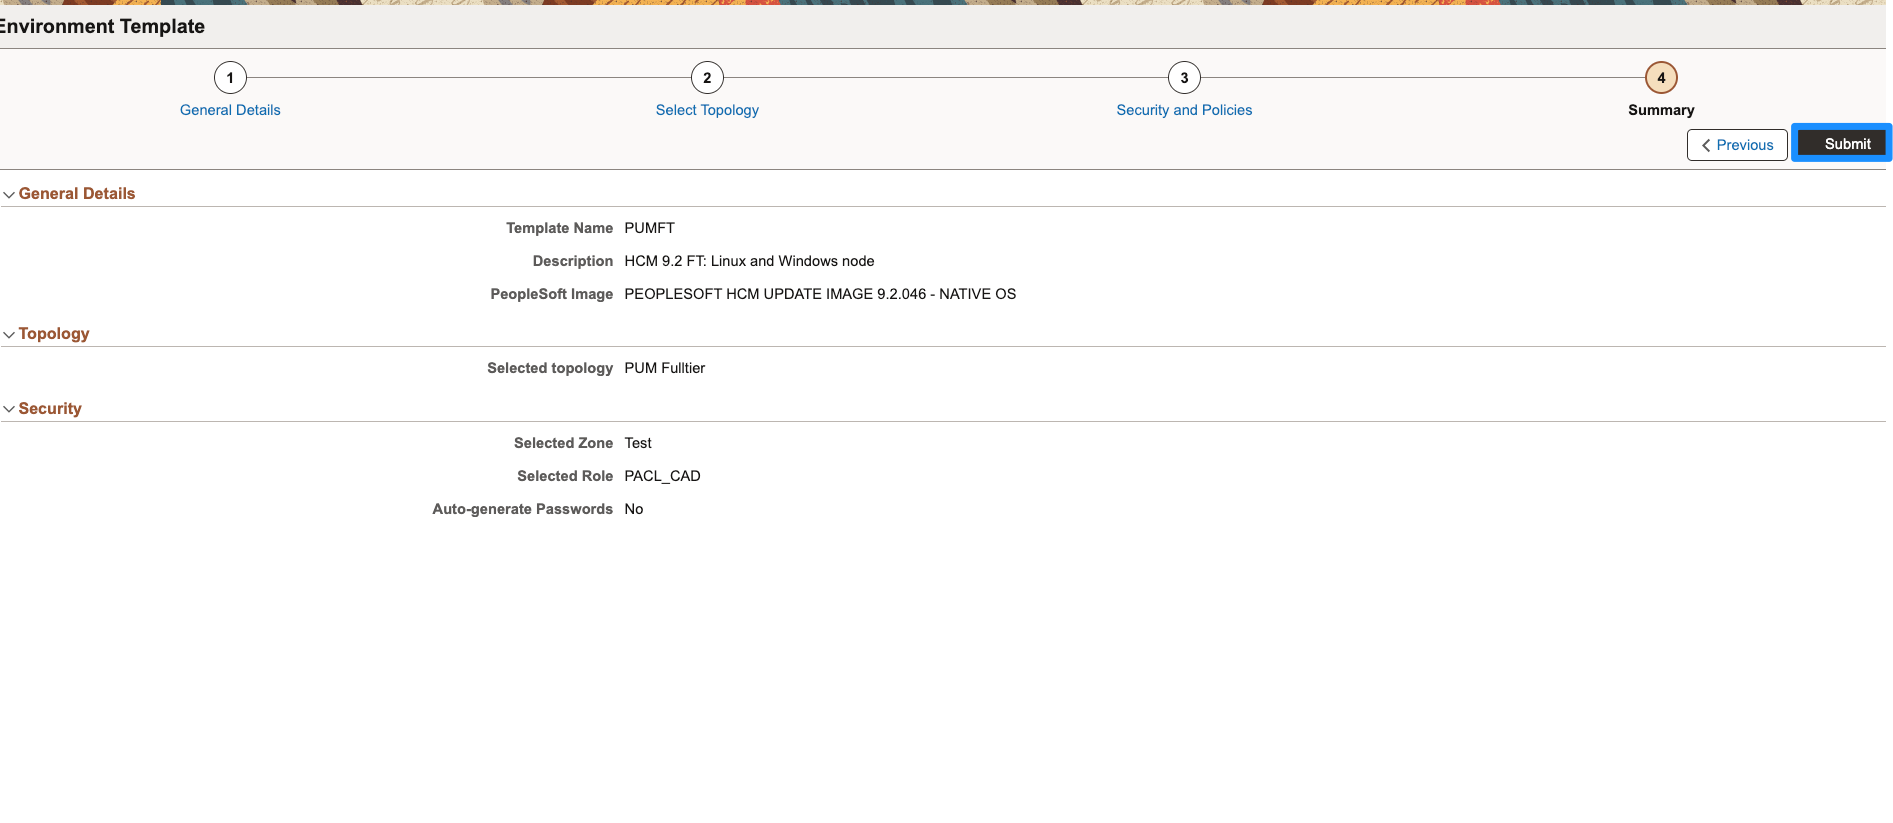 Environment Template
1
2
3
4
General Details
Select Topology
Security and Policies
Summary
Previous
Submit
General Details
Template Name PUMFT
Description HCM 9.2 FT: Linux and Windows node
PeopleSoft Image PEOPLESOFT HCM UPDATE IMAGE 9.2.046 - NATIVE OS
Topology
Selected topology PUM Fulltier
Security
Selected Zone Test
Selected Role PACL_CAD
Auto-generate Passwords No